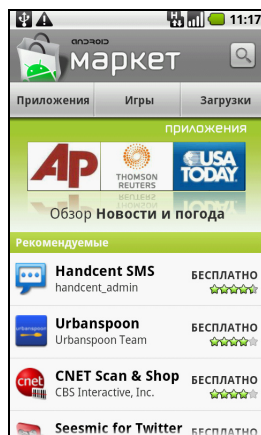 11:17
android
маркет
Приложения Игры Загрузки
приложения
AP THOMSON REUTERS USA TODAY
Обзор Новости и погода
Рекомендуемые
Handcent SMS БЕСПЛАТНО
handcent_admin
Urbanspoon БЕСПЛАТНО
Urbanspoon Team
CNET Scan & Shop БЕСПЛАТНО
CBS Interactive, Inc.
Seesmic for Twitter БЕСПЛАТНО